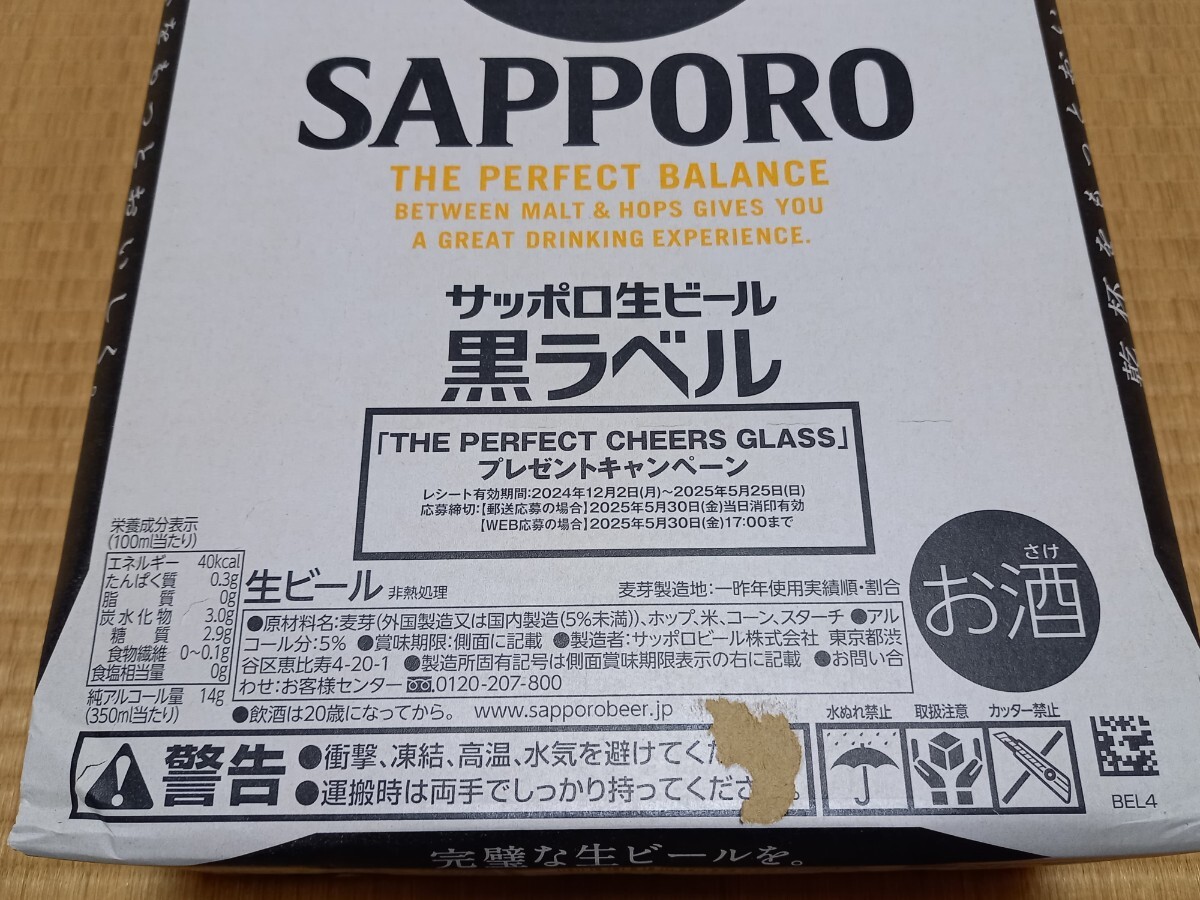 SAPPORO
THE PERFECT BALANCE
BETWEEN MALT & HOPS GIVES YOU
A GREAT DRINKING EXPERIENCE.
サッポロ生ビール
黒ラベル
「THE PERFECT CHEERS GLASS」
プレゼントキャンペーン
レシート有効期間:2024年12月2日(月)~2025年5月25日(日)
応募締切:【郵送応募の場合】2025年5月30日(金)当日消印有効
【WEB応募の場合】2025年5月30日(金)17:00まで
栄養成分表示
(100ml当たり)
エネルギー 40kcal
たんぱく質 0.3g
脂質 0g
炭水化物 3.0g
糖質 2.9g
食物繊維 0~0.1g
食塩相当量 0g
純アルコール量 14g
(350ml当たり)
生ビール 非熱処理
麦芽製造地:一昨年使用実績順・割合
●原材料名:麦芽(外国製造又は国内製造(5%未満))、ホップ、米、コーン、スターチ ●アル
コール分:5% ●賞味期限:側面に記載 ●製造者:サッポロビール株式会社 東京都渋
谷区恵比寿4-20-1 ●製造所固有記号は側面賞味期限表示の右に記載 ●お問い合
わせ:お客様センター 0120-207-800
●飲酒は20歳になってから。 www.sapporobeer.jp
さけ
お酒
警告
●衝撃、凍結、高温、水気を避けてくだ
●運搬時は両手でしっかり持ってくださ
水ぬれ禁止
取扱注意
カッター禁止
BEL4
完璧な生ビールを。
乾杯をもっとおいし